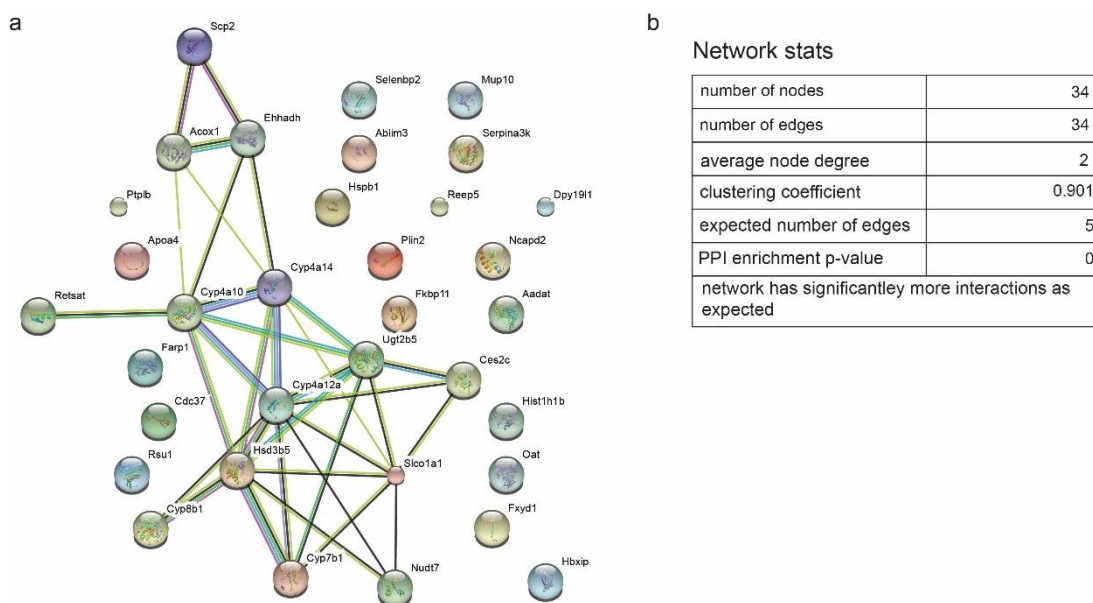 a
b
Scp2
Network stats
Selenbp2
Mup10
number of nodes 34
Acox1
Ehhadh
Ablim3
Serpina3k
number of edges 34
average node degree 2
Ptplb
Hspb1
Reep5
Dpy19l1
clustering coefficient 0.901
expected number of edges 5
Apoa4
Plin2
Ncapd2
PPI enrichment p-value 0
Cyp4a14
network has significantley more interactions as
expected
Retsat
Cyp4a10
Fkbp11
Aadat
Farp1
Ugt2b5
Ces2c
Cyp4a12a
Cdc37
Hist1h1b
Rsu1
Hsd3b5
Slco1a1
Oat
Cyp8b1
Fxyd1
Cyp7b1
Nudt7
Hbxip